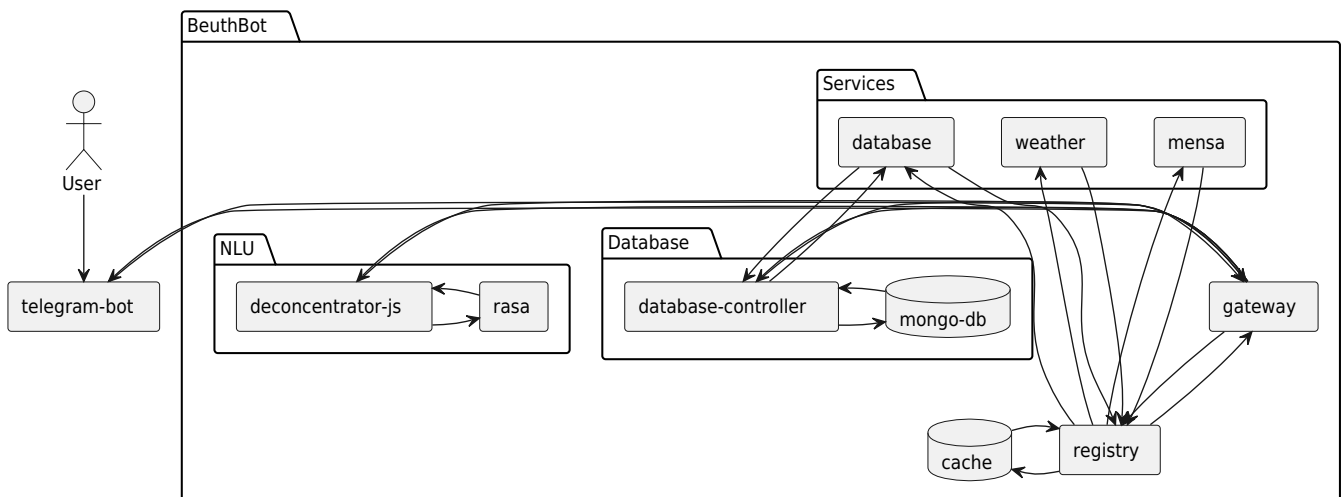 BeuthBot
Services
database
weather
mensa
User
NLU
Database
telegram-bot
deconcentrator-js
rasa
database-controller
mongo-db
gateway
cache
registry